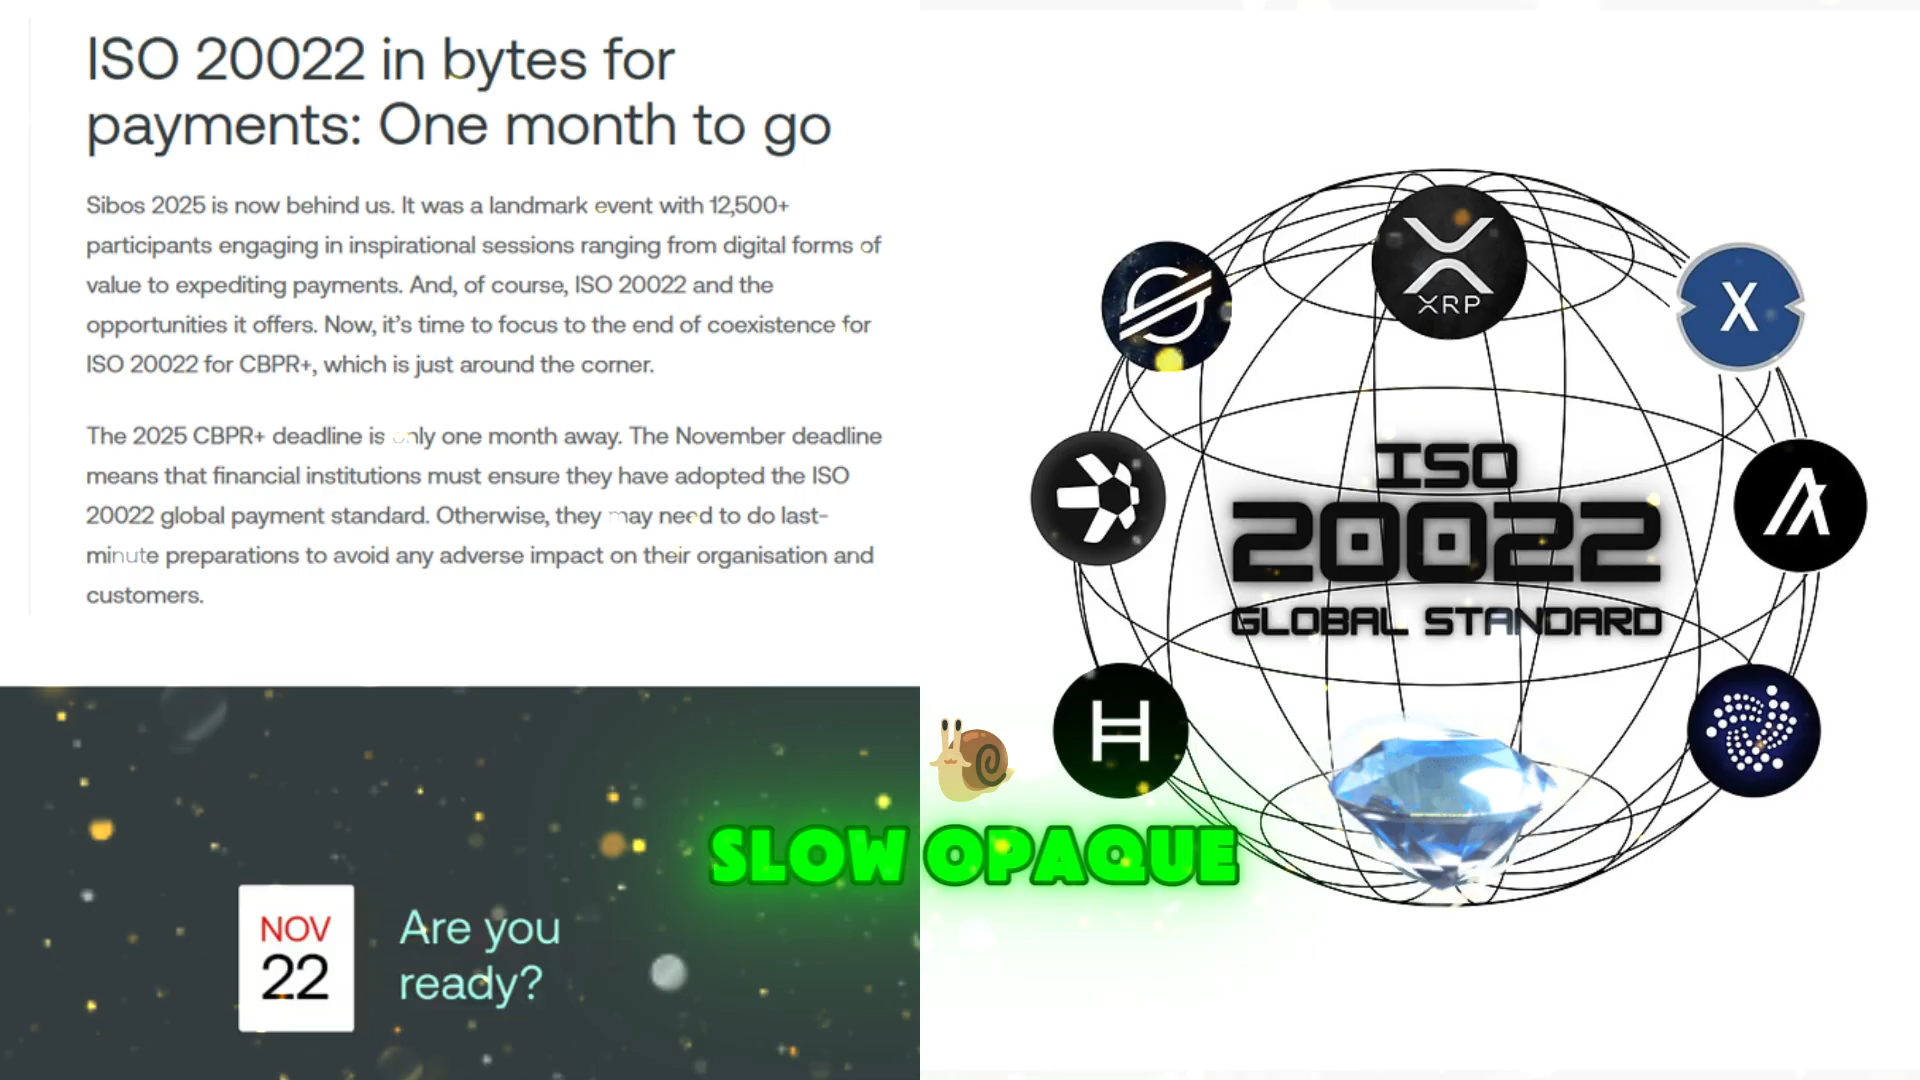 ISO 20022 in bytes for
payments: One month to go
Sibos 2025 is now behind us. It was a landmark event with 12,500+
participants engaging in inspirational sessions ranging from digital forms of
value to expediting payments. And, of course, ISO 20022 and the
opportunities it offers. Now, it’s time to focus to the end of coexistence for
ISO 20022 for CBPR+, which is just around the corner.
The 2025 CBPR+ deadline is only one month away. The November deadline
means that financial institutions must ensure they have adopted the ISO
20022 global payment standard. Otherwise, they may need to do last-
minute preparations to avoid any adverse impact on their organisation and
customers.
NOV
22
Are you
ready?
SLOW OPAQUE
XRP
X
ISO
20022
GLOBAL STANDARD
H